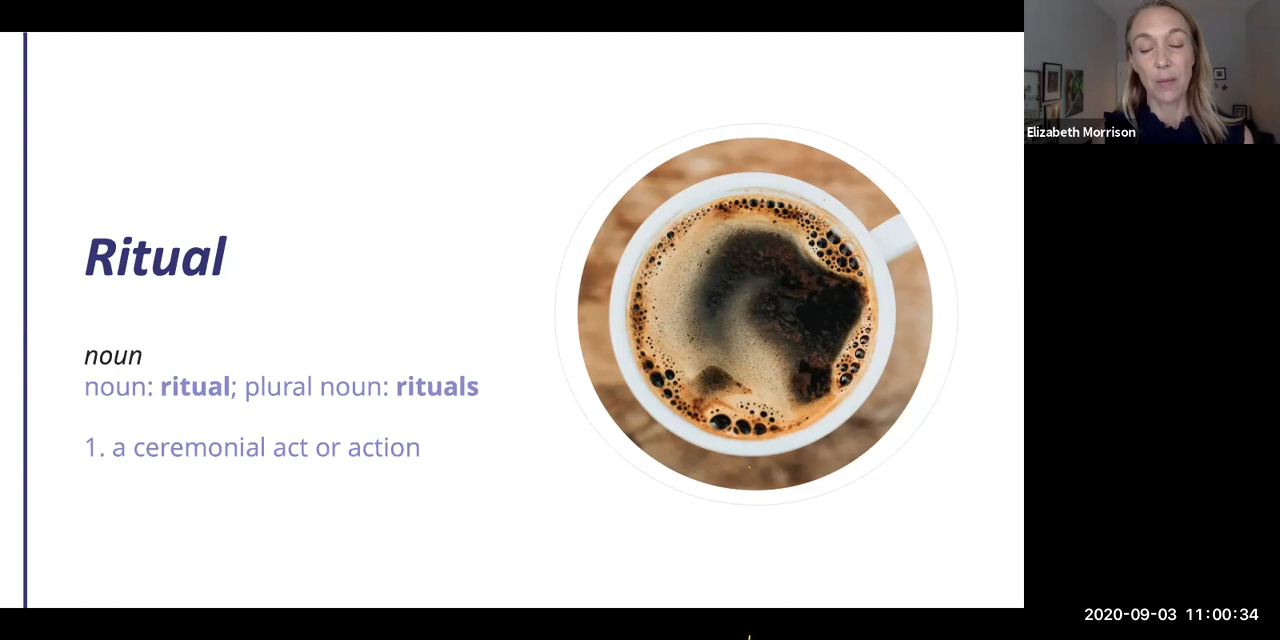 Ritual
noun
noun: ritual; plural noun: rituals
1. a ceremonial act or action
Elizabeth Morrison
2020-09-03 11:00:34